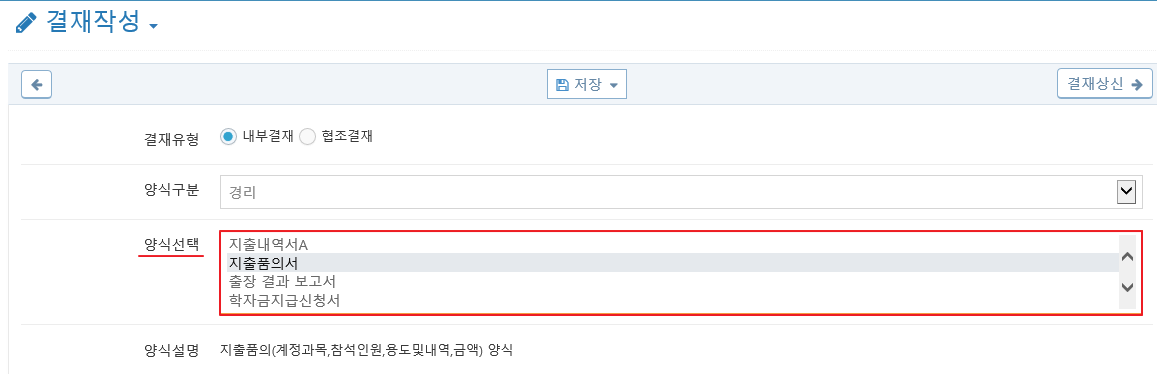 결재작성
저장
결재상신
결재유형 내부결재 협조결재
양식구분 경리
양식선택 지출내역서A
지출품의서
출장 결과 보고서
학자금지급신청서
양식설명 지출품의(계정과목,참석인원,용도및내역,금액) 양식